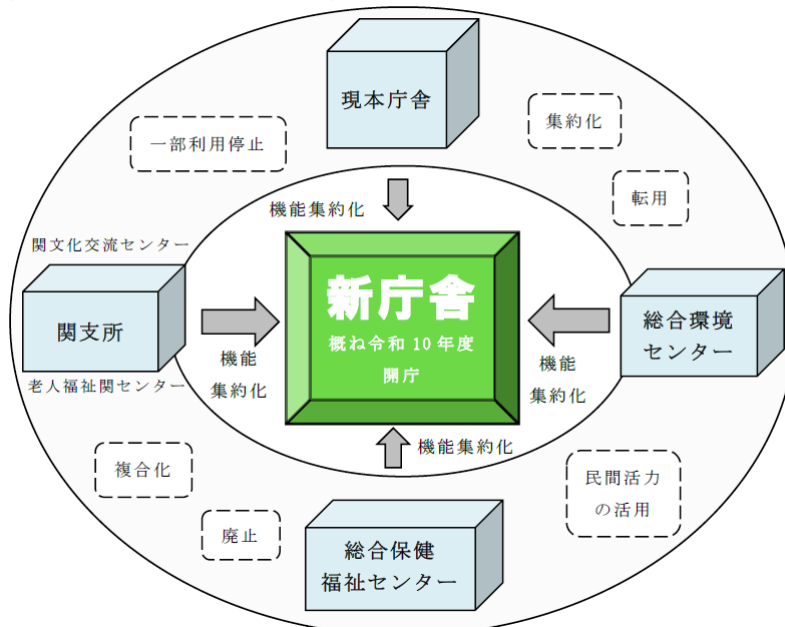 現本庁舎
一部利用停止
集約化
転用
機能集約化
関文化交流センター
関支所
老人福祉関センター
機能
集約化
新庁舎
概ね令和 10 年度
開庁
機能
集約化
総合環境
センター
機能集約化
複合化
廃止
民間活力
の活用
総合保健
福祉センター